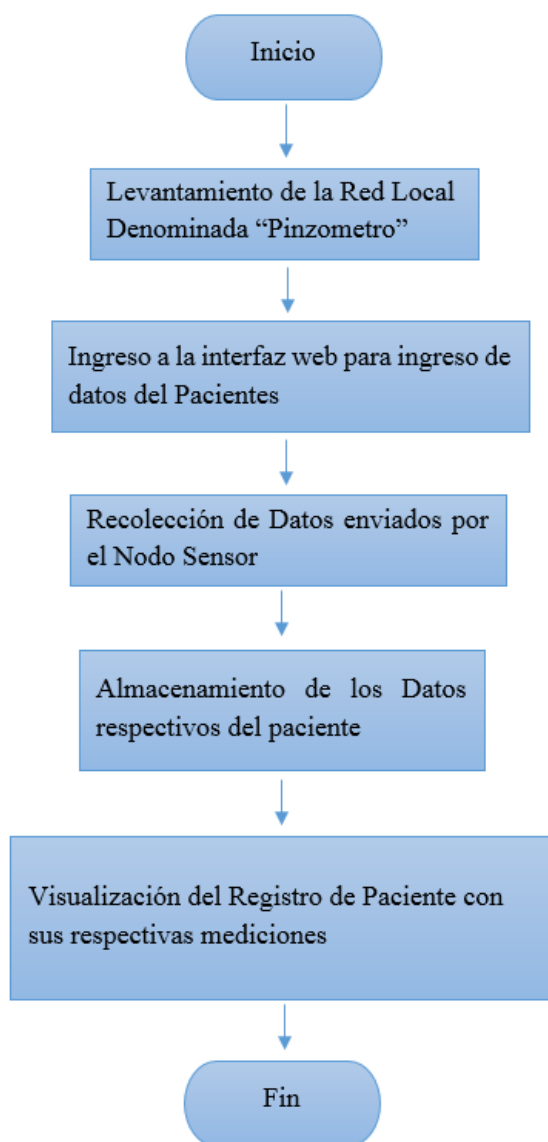 Inicio
Levantamiento de la Red Local
Denominada “Pinzometro”
Ingreso a la interfaz web para ingreso de
datos del Pacientes
Recolección de Datos enviados por
el Nodo Sensor
Almacenamiento de los Datos
respectivos del paciente
Visualización del Registro de Paciente con
sus respectivas mediciones
Fin